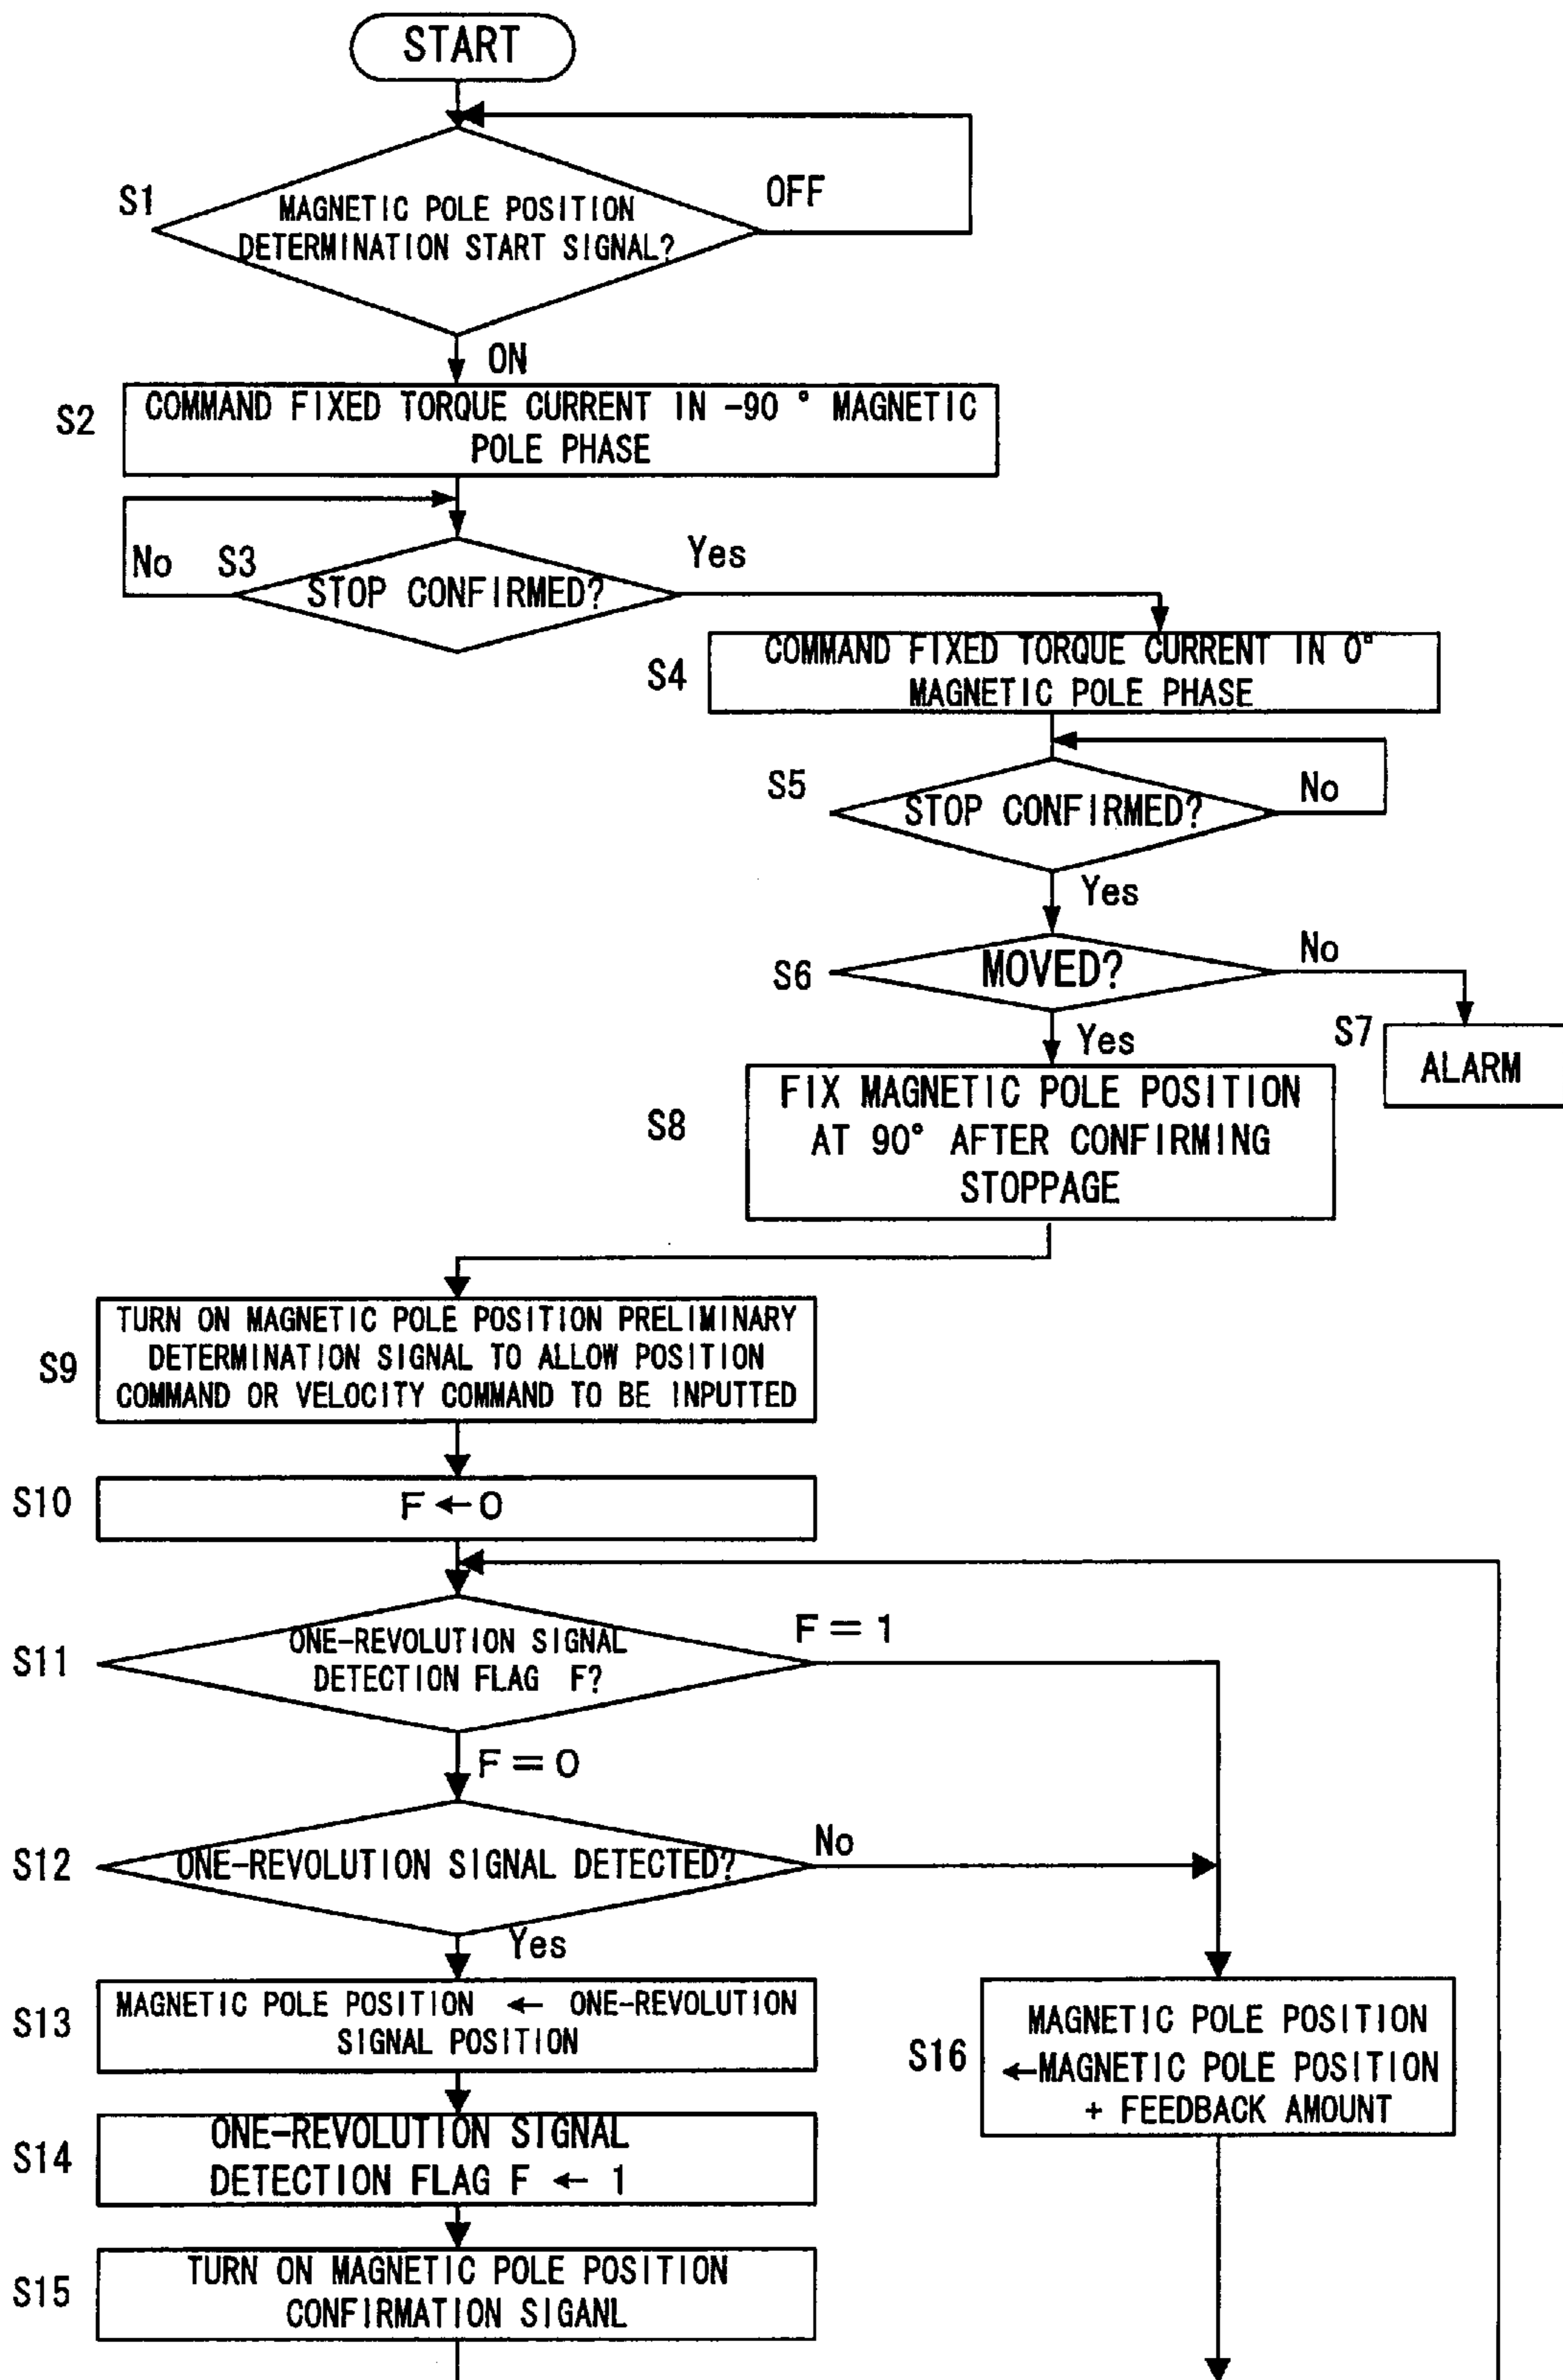 START
S1
MAGNETIC POLE POSITION
DETERMINATION START SIGNAL?
OFF
ON
S2
COMMAND FIXED TORQUE CURRENT IN -90 ° MAGNETIC
POLE PHASE
No
S3
STOP CONFIRMED?
Yes
S4
COMMAND FIXED TORQUE CURRENT IN 0°
MAGNETIC POLE PHASE
S5
STOP CONFIRMED?
No
Yes
S6
MOVED?
No
Yes
S7
ALARM
S8
FIX MAGNETIC POLE POSITION
AT 90° AFTER CONFIRMING
STOPPAGE
S9
TURN ON MAGNETIC POLE POSITION PRELIMINARY
DETERMINATION SIGNAL TO ALLOW POSITION
COMMAND OR VELOCITY COMMAND TO BE INPUTTED
S10
F ← 0
S11
ONE-REVOLUTION SIGNAL
DETECTION FLAG F?
F = 1
F = 0
S12
ONE-REVOLUTION SIGNAL DETECTED?
No
Yes
S13
MAGNETIC POLE POSITION ← ONE-REVOLUTION
SIGNAL POSITION
S16
MAGNETIC POLE POSITION
←MAGNETIC POLE POSITION
+ FEEDBACK AMOUNT
S14
ONE-REVOLUTION SIGNAL
DETECTION FLAG F ← 1
S15
TURN ON MAGNETIC POLE POSITION
CONFIRMATION SIGANL